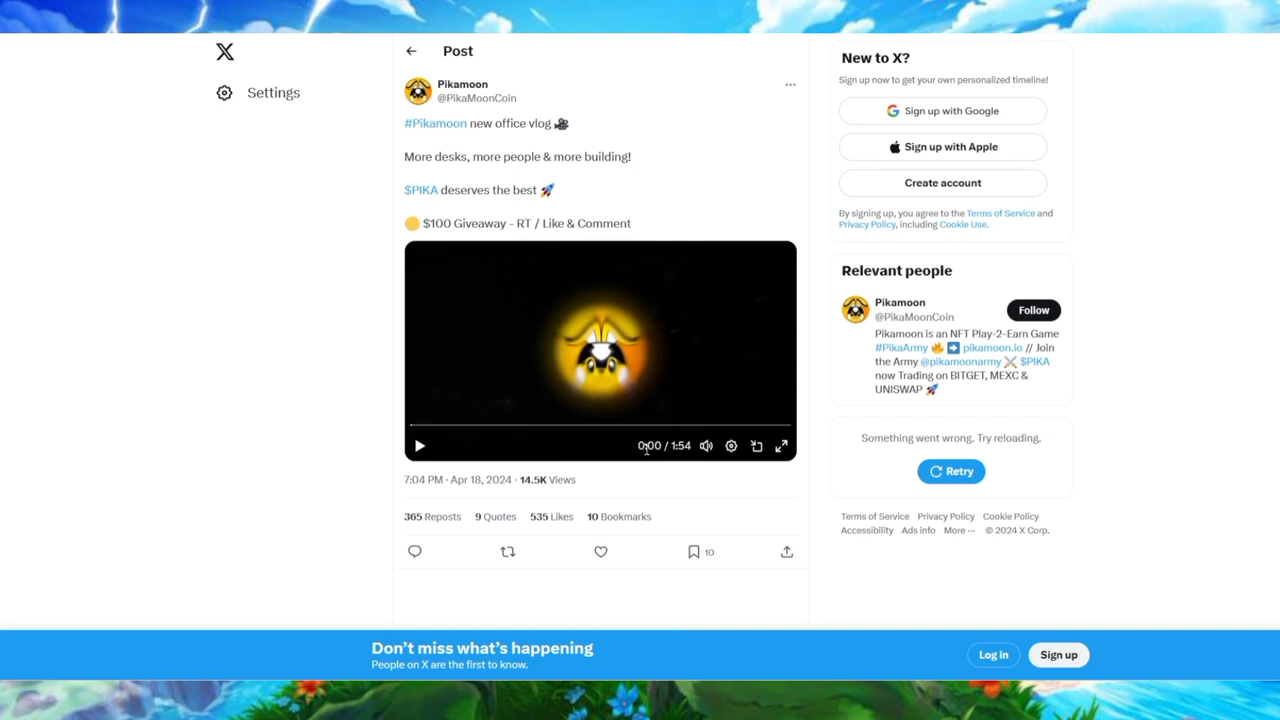 Settings
Post
Pikamoon
@PikaMoonCoin
#Pikamoon new office vlog
More desks, more people & more building!
$PIKA deserves the best
$100 Giveaway - RT / Like & Comment
0:00 / 1:54
7:04 PM · Apr 18, 2024 · 14.5K Views
365 Reposts 9 Quotes 535 Likes 10 Bookmarks
10
New to X?
Sign up now to get your own personalized timeline!
Sign up with Google
Sign up with Apple
Create account
By signing up, you agree to the Terms of Service and
Privacy Policy, including Cookie Use.
Relevant people
Pikamoon
@PikaMoonCoin
Follow
Pikamoon is an NFT Play-2-Earn Game
#PikaArmy 🔥 ➡️ pikamoon.io // Join
the Army @pikamoonarmy ⚔️ $PIKA
now Trading on BITGET, MEXC &
UNISWAP 🚀
Something went wrong. Try reloading.
Retry
Terms of Service Privacy Policy Cookie Policy
Accessibility Ads info More ··· © 2024 X Corp.
Don't miss what's happening
People on X are the first to know.
Log in
Sign up